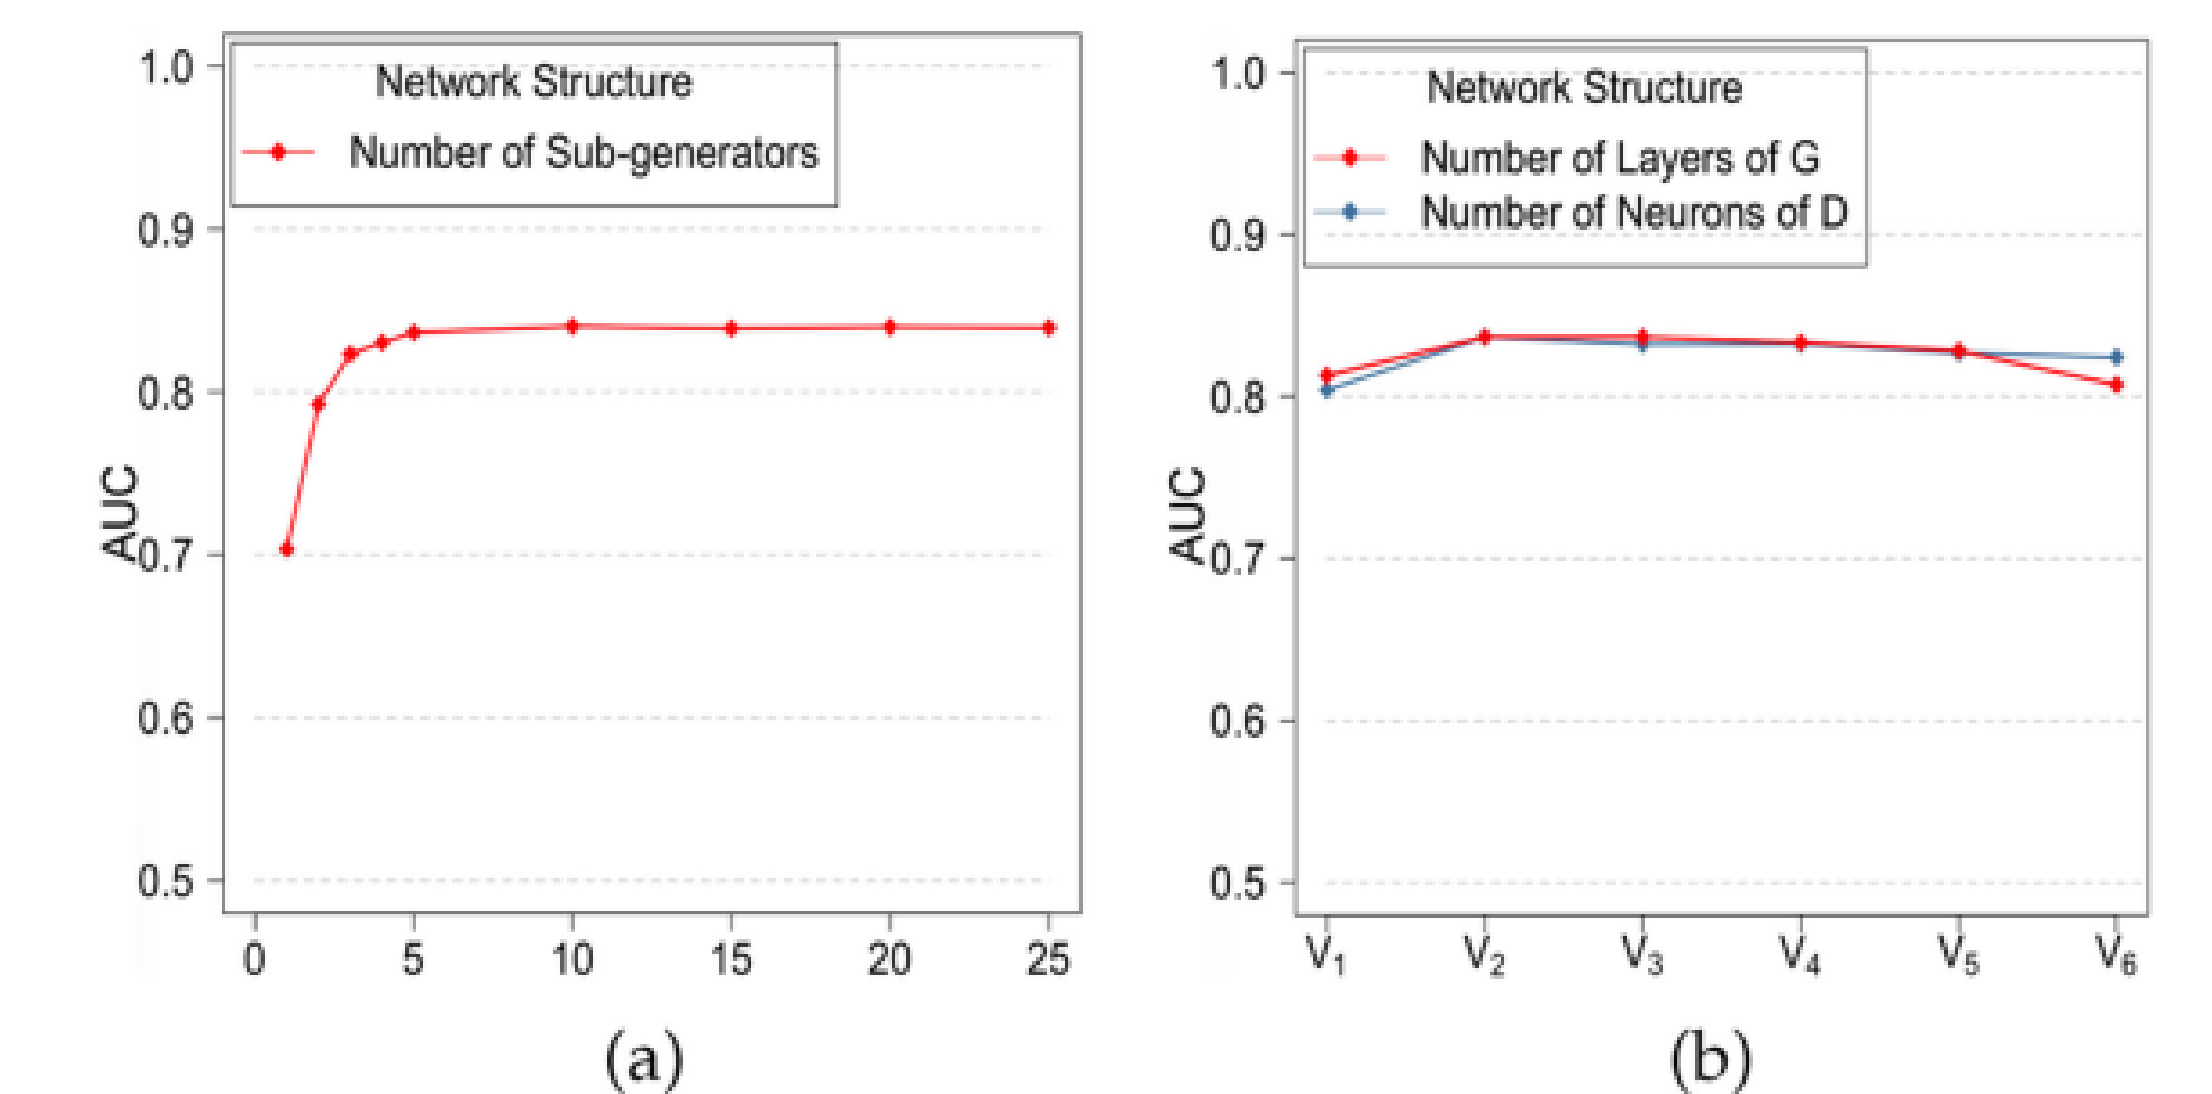 Network Structure
Number of Sub-generators
1.0
0.9
0.8
0.7
0.6
0.5
AUC
0 5 10 15 20 25
(a)
Network Structure
Number of Layers of G
Number of Neurons of D
1.0
0.9
0.8
0.7
0.6
0.5
AUC
V₁ V₂ V₃ V₄ V₅ V₆
(b)